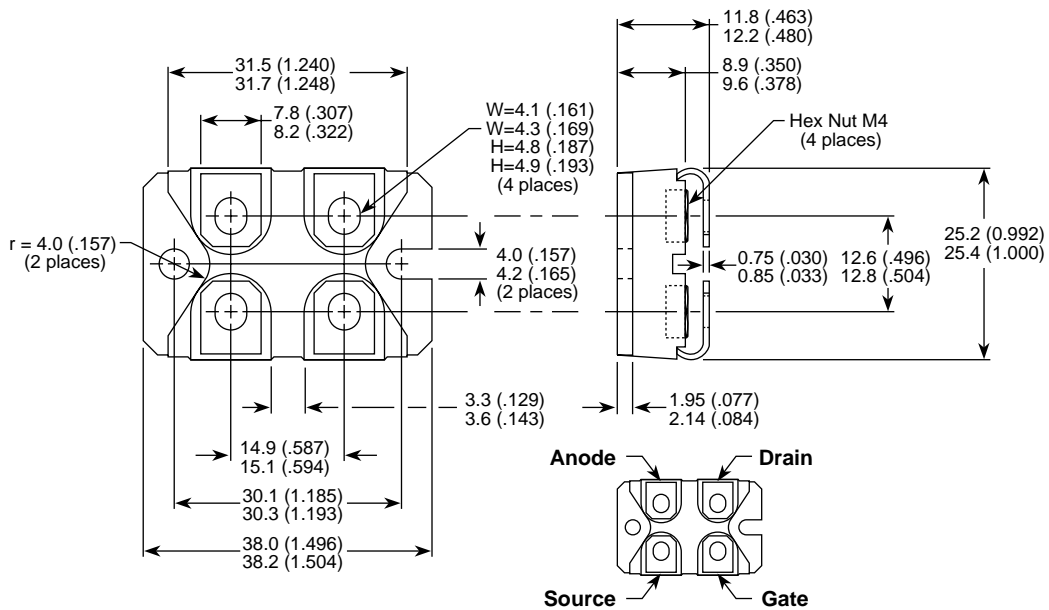 11.8 (.463)
12.2 (.480)
31.5 (1.240)
31.7 (1.248)
8.9 (.350)
9.6 (.378)
7.8 (.307)
8.2 (.322)
W=4.1 (.161)
W=4.3 (.169)
H=4.8 (.187)
H=4.9 (.193)
(4 places)
Hex Nut M4
(4 places)
r = 4.0 (.157)
(2 places)
4.0 (.157)
4.2 (.165)
(2 places)
0.75 (.030)
0.85 (.033)
12.6 (.496)
12.8 (.504)
25.2 (0.992)
25.4 (1.000)
3.3 (.129)
3.6 (.143)
1.95 (.077)
2.14 (.084)
14.9 (.587)
15.1 (.594)
30.1 (1.185)
30.3 (1.193)
38.0 (1.496)
38.2 (1.504)
Anode
Drain
Source
Gate